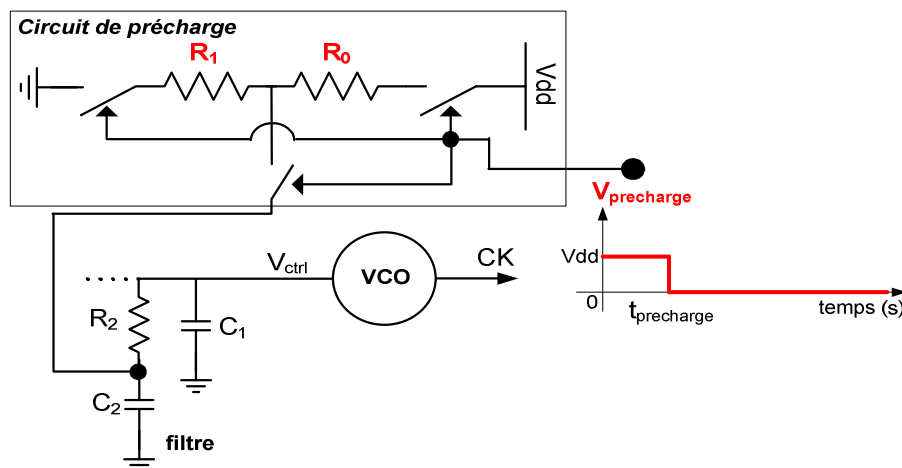 Circuit de précharge
R1
R0
Vdd
Vprecharge
Vctrl
VCO
CK
Vdd
0
tprecharge
temps (s)
R2
C1
C2
filtre